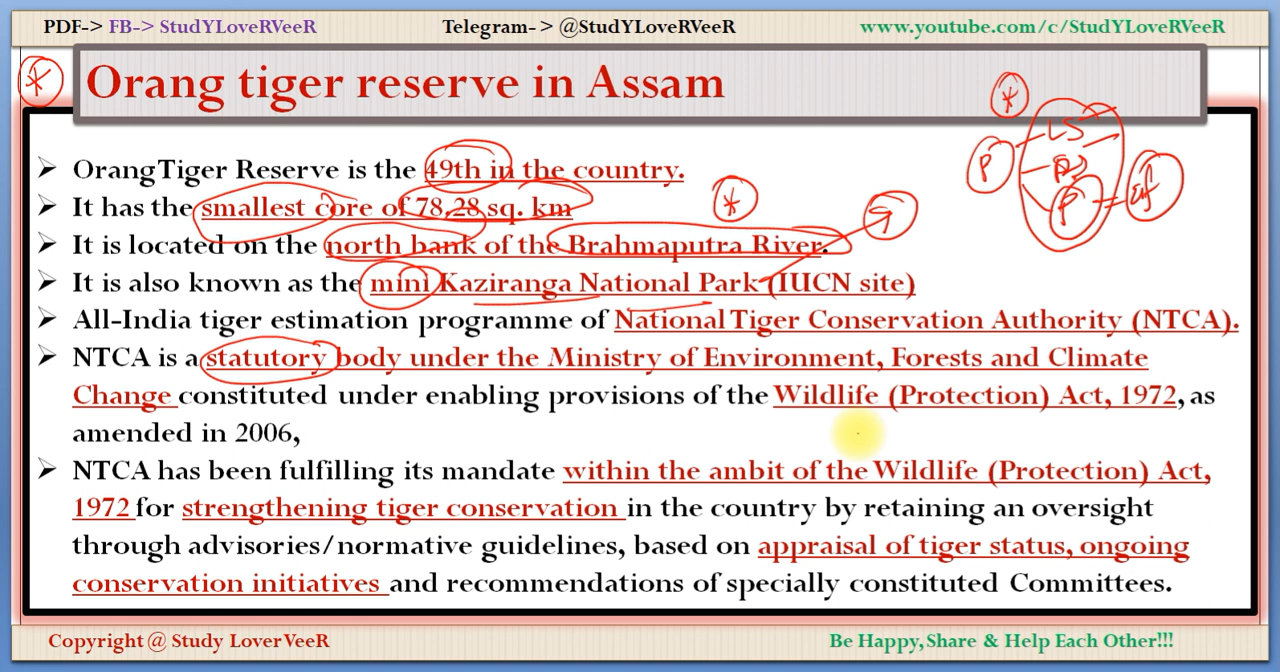 PDF-> FB-> StudYLoveRVeeR Telegram- > @StudYLoveRVeeR www.youtube.com/c/StudYLoveRVeeR
Orang tiger reserve in Assam
➢ OrangTiger Reserve is the 49th in the country.
➢ It has the smallest core of 78.28 sq. km
➢ It is located on the north bank of the Brahmaputra River.
➢ It is also known as the mini Kaziranga National Park (IUCN site)
➢ All-India tiger estimation programme of National Tiger Conservation Authority (NTCA).
➢ NTCA is a statutory body under the Ministry of Environment, Forests and Climate
Change constituted under enabling provisions of the Wildlife (Protection) Act, 1972, as
amended in 2006,
➢ NTCA has been fulfilling its mandate within the ambit of the Wildlife (Protection) Act,
1972 for strengthening tiger conservation in the country by retaining an oversight
through advisories/normative guidelines, based on appraisal of tiger status, ongoing
conservation initiatives and recommendations of specially constituted Committees.
P LS
RS
P
Copyright @ Study LoverVeeR Be Happy,Share & Help Each Other!!!